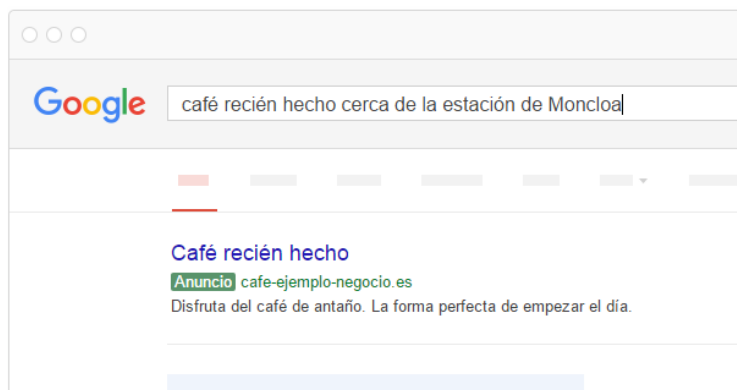 Google
café recién hecho cerca de la estación de Moncloa
Café recién hecho
Anuncio cafe-ejemplo-negocio.es
Disfruta del café de antaño. La forma perfecta de empezar el día.